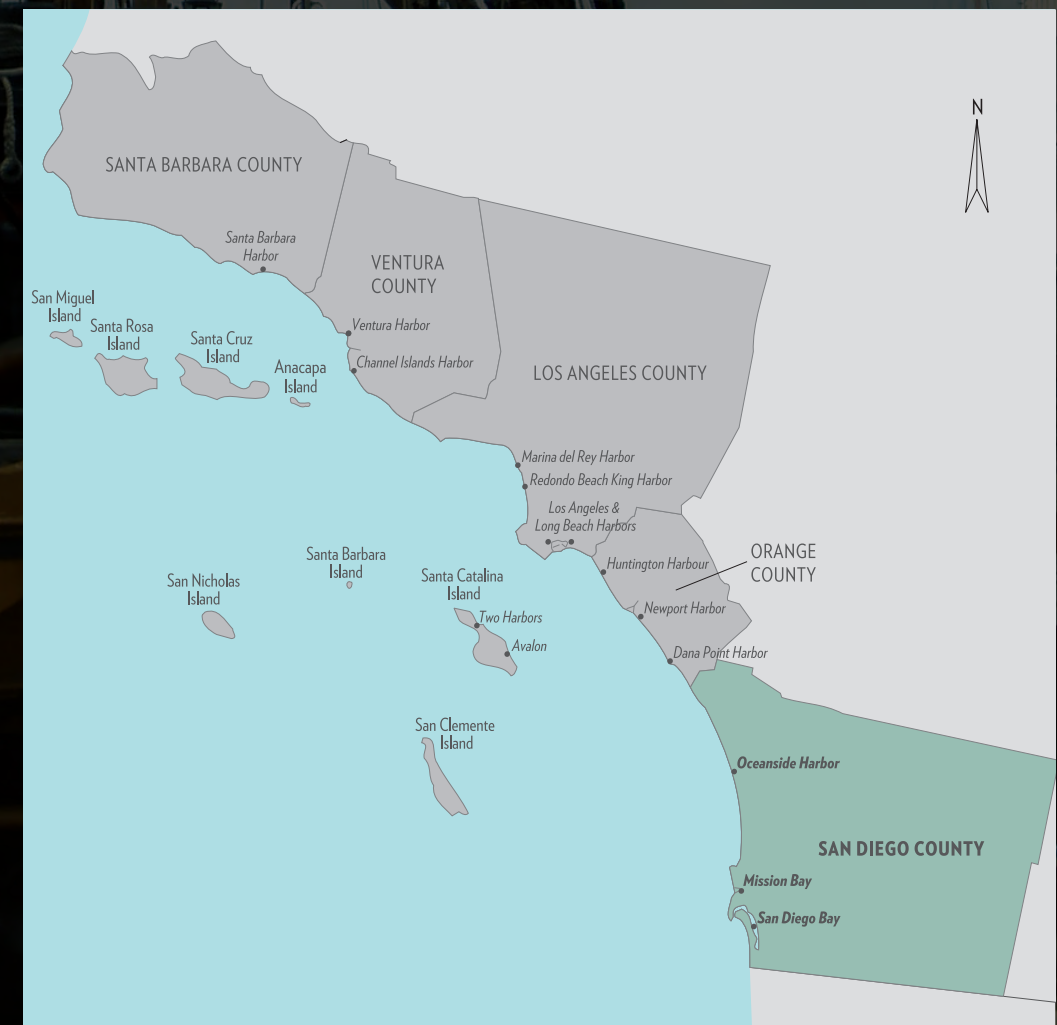 N
SANTA BARBARA COUNTY
Santa Barbara
Harbor
VENTURA
COUNTY
San Miguel
Island
Santa Rosa
Island
Santa Cruz
Island
Anacapa
Island
Ventura Harbor
Channel Islands Harbor
LOS ANGELES COUNTY
Marina del Rey Harbor
Redondo Beach King Harbor
Los Angeles &
Long Beach Harbors
ORANGE
COUNTY
Huntington Harbour
Newport Harbor
Dana Point Harbor
Santa Barbara
Island
San Nicholas
Island
Santa Catalina
Island
Two Harbors
Avalon
San Clemente
Island
Oceanside Harbor
SAN DIEGO COUNTY
Mission Bay
San Diego Bay